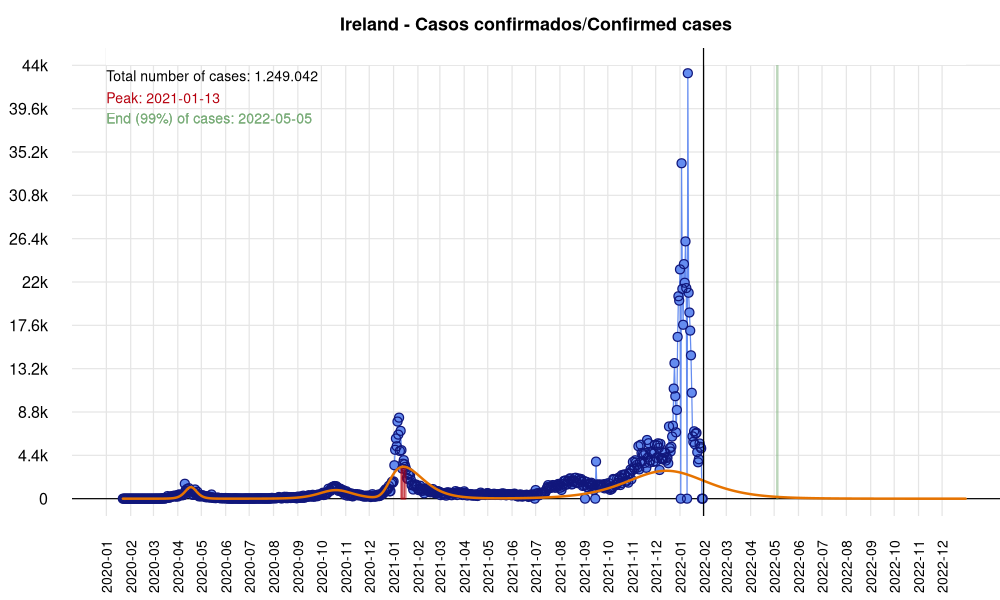 Ireland - Casos confirmados/Confirmed cases
Total number of cases: 1.249.042
Peak: 2021-01-13
End (99%) of cases: 2022-05-05
44k
39.6k
35.2k
30.8k
26.4k
22k
17.6k
13.2k
8.8k
4.4k
0
2020-01
2020-02
2020-03
2020-04
2020-05
2020-06
2020-07
2020-08
2020-09
2020-10
2020-11
2020-12
2021-01
2021-02
2021-03
2021-04
2021-05
2021-06
2021-07
2021-08
2021-09
2021-10
2021-11
2021-12
2022-01
2022-02
2022-03
2022-04
2022-05
2022-06
2022-07
2022-08
2022-09
2022-10
2022-11
2022-12